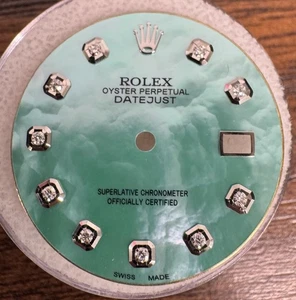 ROLEX
OYSTER PERPETUAL
DATEJUST
SUPERLATIVE CHRONOMETER
OFFICIALLY CERTIFIED
SWISS MADE